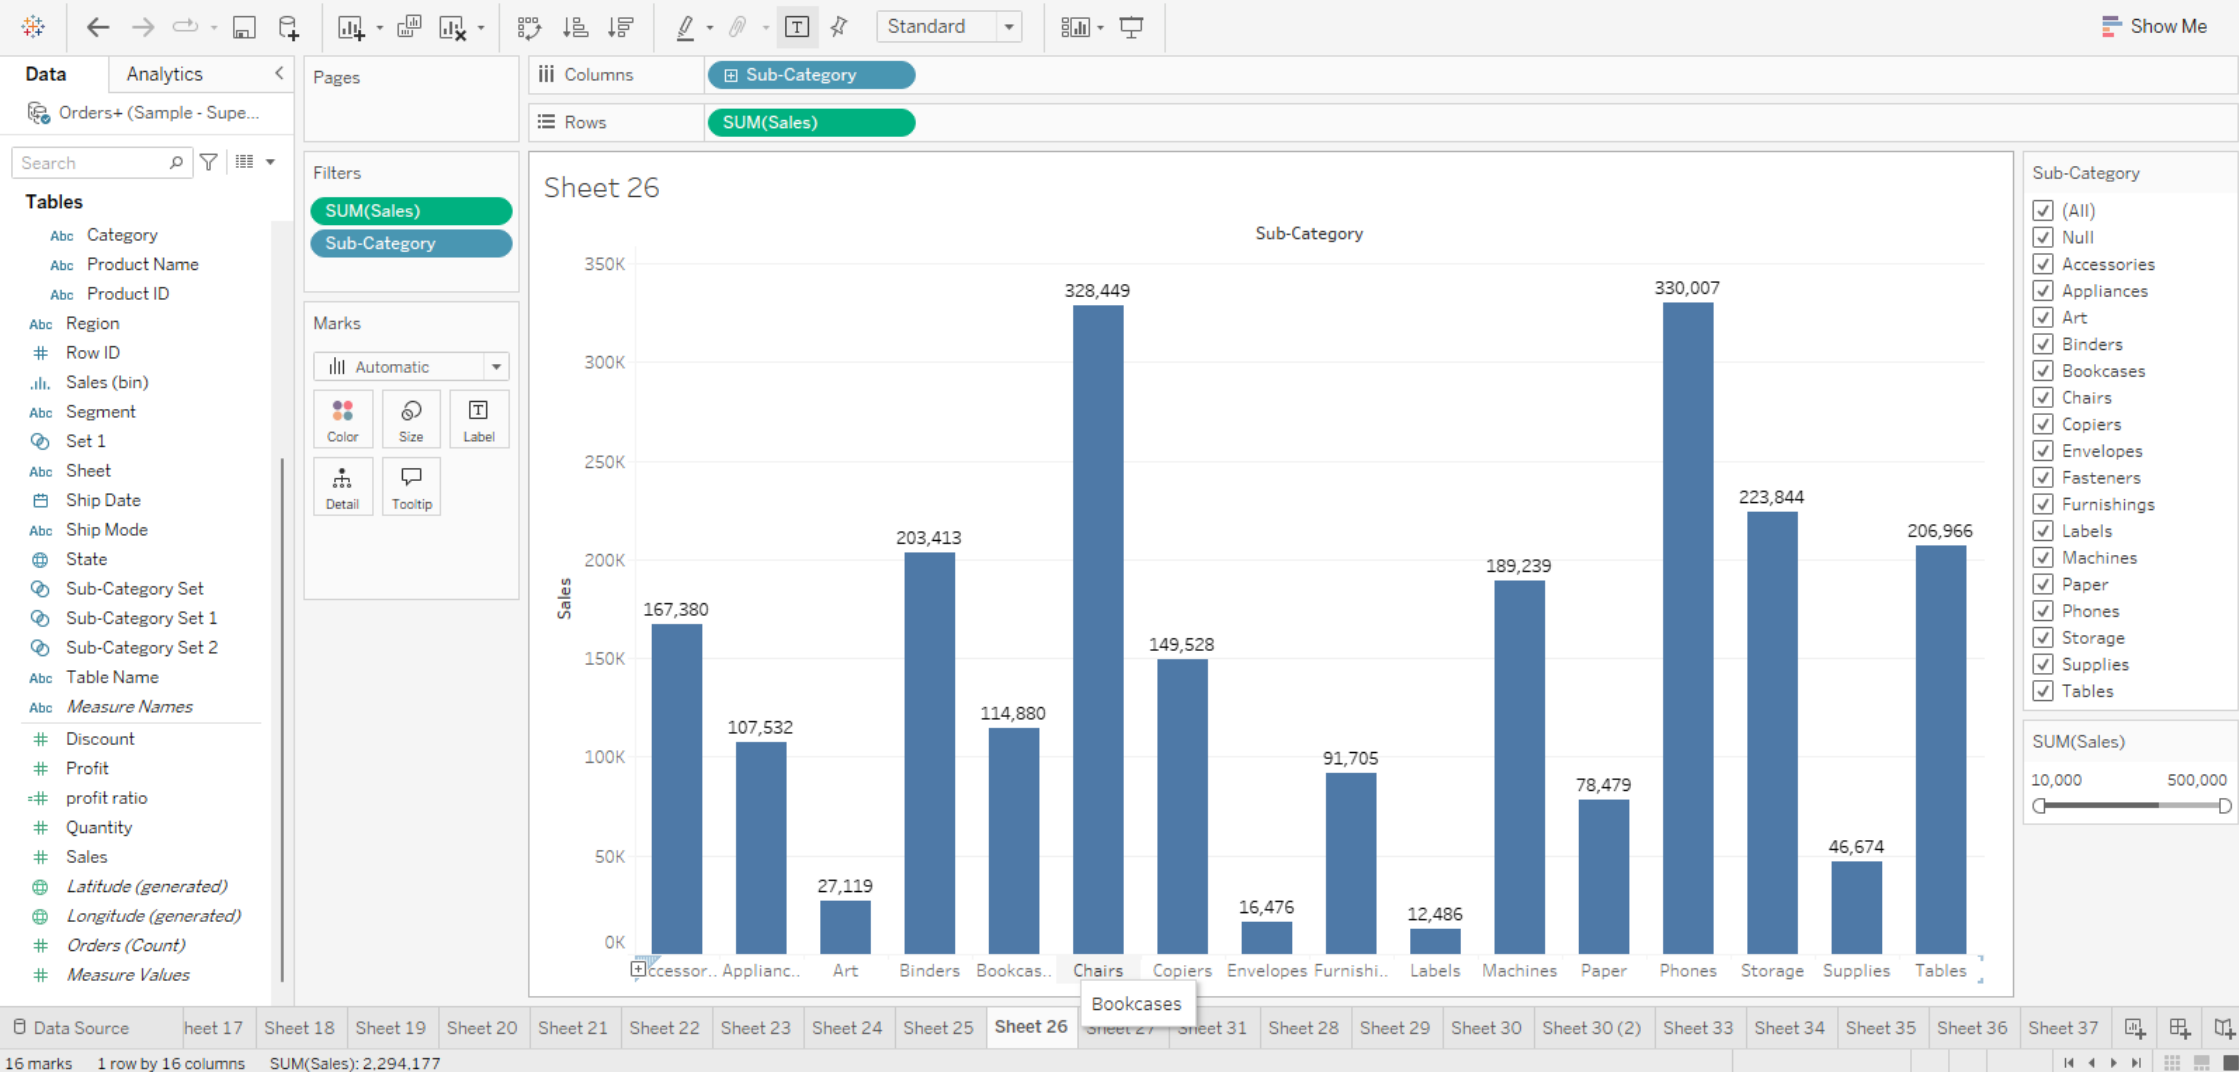 Standard
Show Me
Data
Analytics
Orders+ (Sample - Supe...
Search
Tables
Abc Category
Abc Product Name
Abc Product ID
Abc Region
# Row ID
Sales (bin)
Abc Segment
Set 1
Abc Sheet
Ship Date
Abc Ship Mode
State
Sub-Category Set
Sub-Category Set 1
Sub-Category Set 2
Abc Table Name
Abc Measure Names
# Discount
# Profit
=# profit ratio
# Quantity
# Sales
Latitude (generated)
Longitude (generated)
# Orders (Count)
# Measure Values
Pages
Filters
SUM(Sales)
Sub-Category
Marks
Automatic
Color
Size
T
Label
Detail
Tooltip
Columns
Sub-Category
Rows
SUM(Sales)
Sheet 26
Sub-Category
Sales
350K
300K
250K
200K
150K
100K
50K
0K
167,380
107,532
27,119
203,413
114,880
328,449
149,528
16,476
91,705
12,486
189,239
78,479
330,007
223,844
46,674
206,966
ccessor..
Applianc..
Art
Binders
Bookcas..
Chairs
Copiers
Envelopes
Furnishi..
Labels
Machines
Paper
Phones
Storage
Supplies
Tables
Bookcases
Sub-Category
(All)
Null
Accessories
Appliances
Art
Binders
Bookcases
Chairs
Copiers
Envelopes
Fasteners
Furnishings
Labels
Machines
Paper
Phones
Storage
Supplies
Tables
SUM(Sales)
10,000
500,000
Data Source
heet 17
Sheet 18
Sheet 19
Sheet 20
Sheet 21
Sheet 22
Sheet 23
Sheet 24
Sheet 25
Sheet 26
Sheet 27
Sheet 31
Sheet 28
Sheet 29
Sheet 30
Sheet 30 (2)
Sheet 33
Sheet 34
Sheet 35
Sheet 36
Sheet 37
16 marks
1 row by 16 columns
SUM(Sales): 2,294,177